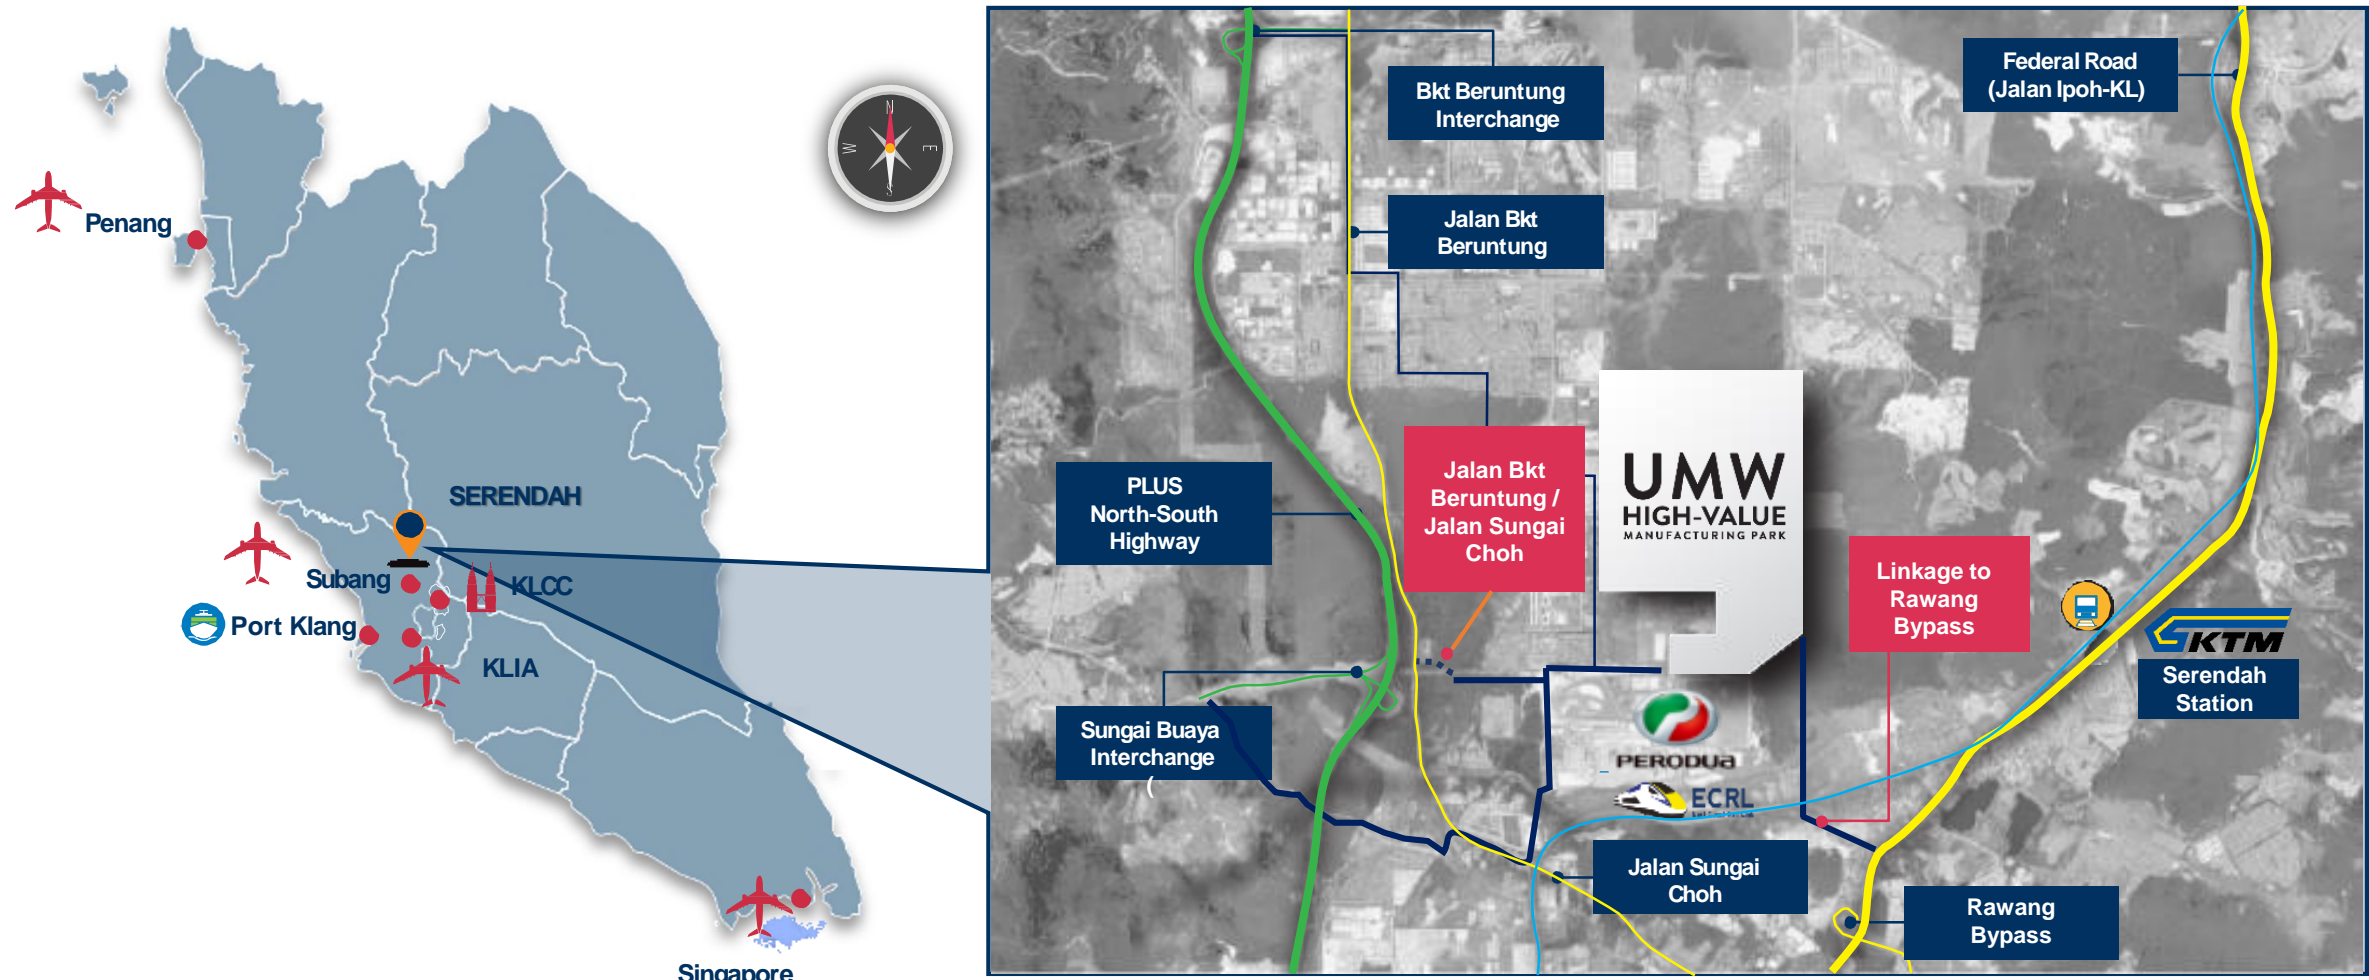 Penang
SERENDAH
Subang
KLCC
Port Klang
KLIA
Singapore
N
W
E
S
Bkt Beruntung
Interchange
Federal Road
(Jalan Ipoh-KL)
Jalan Bkt
Beruntung
PLUS
North-South
Highway
Jalan Bkt
Beruntung /
Jalan Sungai
Choh
UMW
HIGH-VALUE
MANUFACTURING PARK
Linkage to
Rawang
Bypass
KTM
Serendah
Station
Sungai Buaya
Interchange
(
PERODUA
ECRL
Jalan Sungai
Choh
Rawang
Bypass